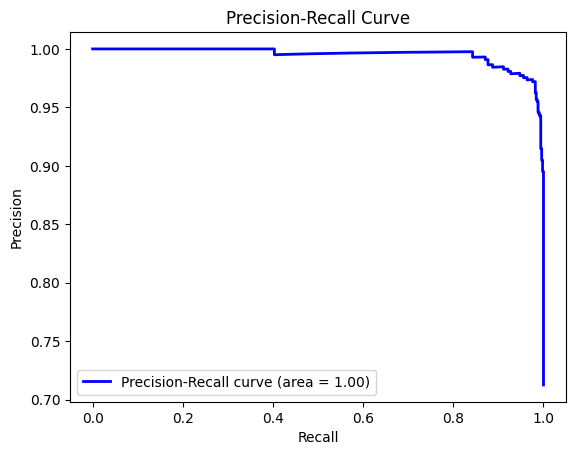 Precision-Recall Curve
1.00
0.95
0.90
0.85
0.80
0.75
0.70
Precision
Precision-Recall curve (area = 1.00)
0.0 0.2 0.4 0.6 0.8 1.0
Recall